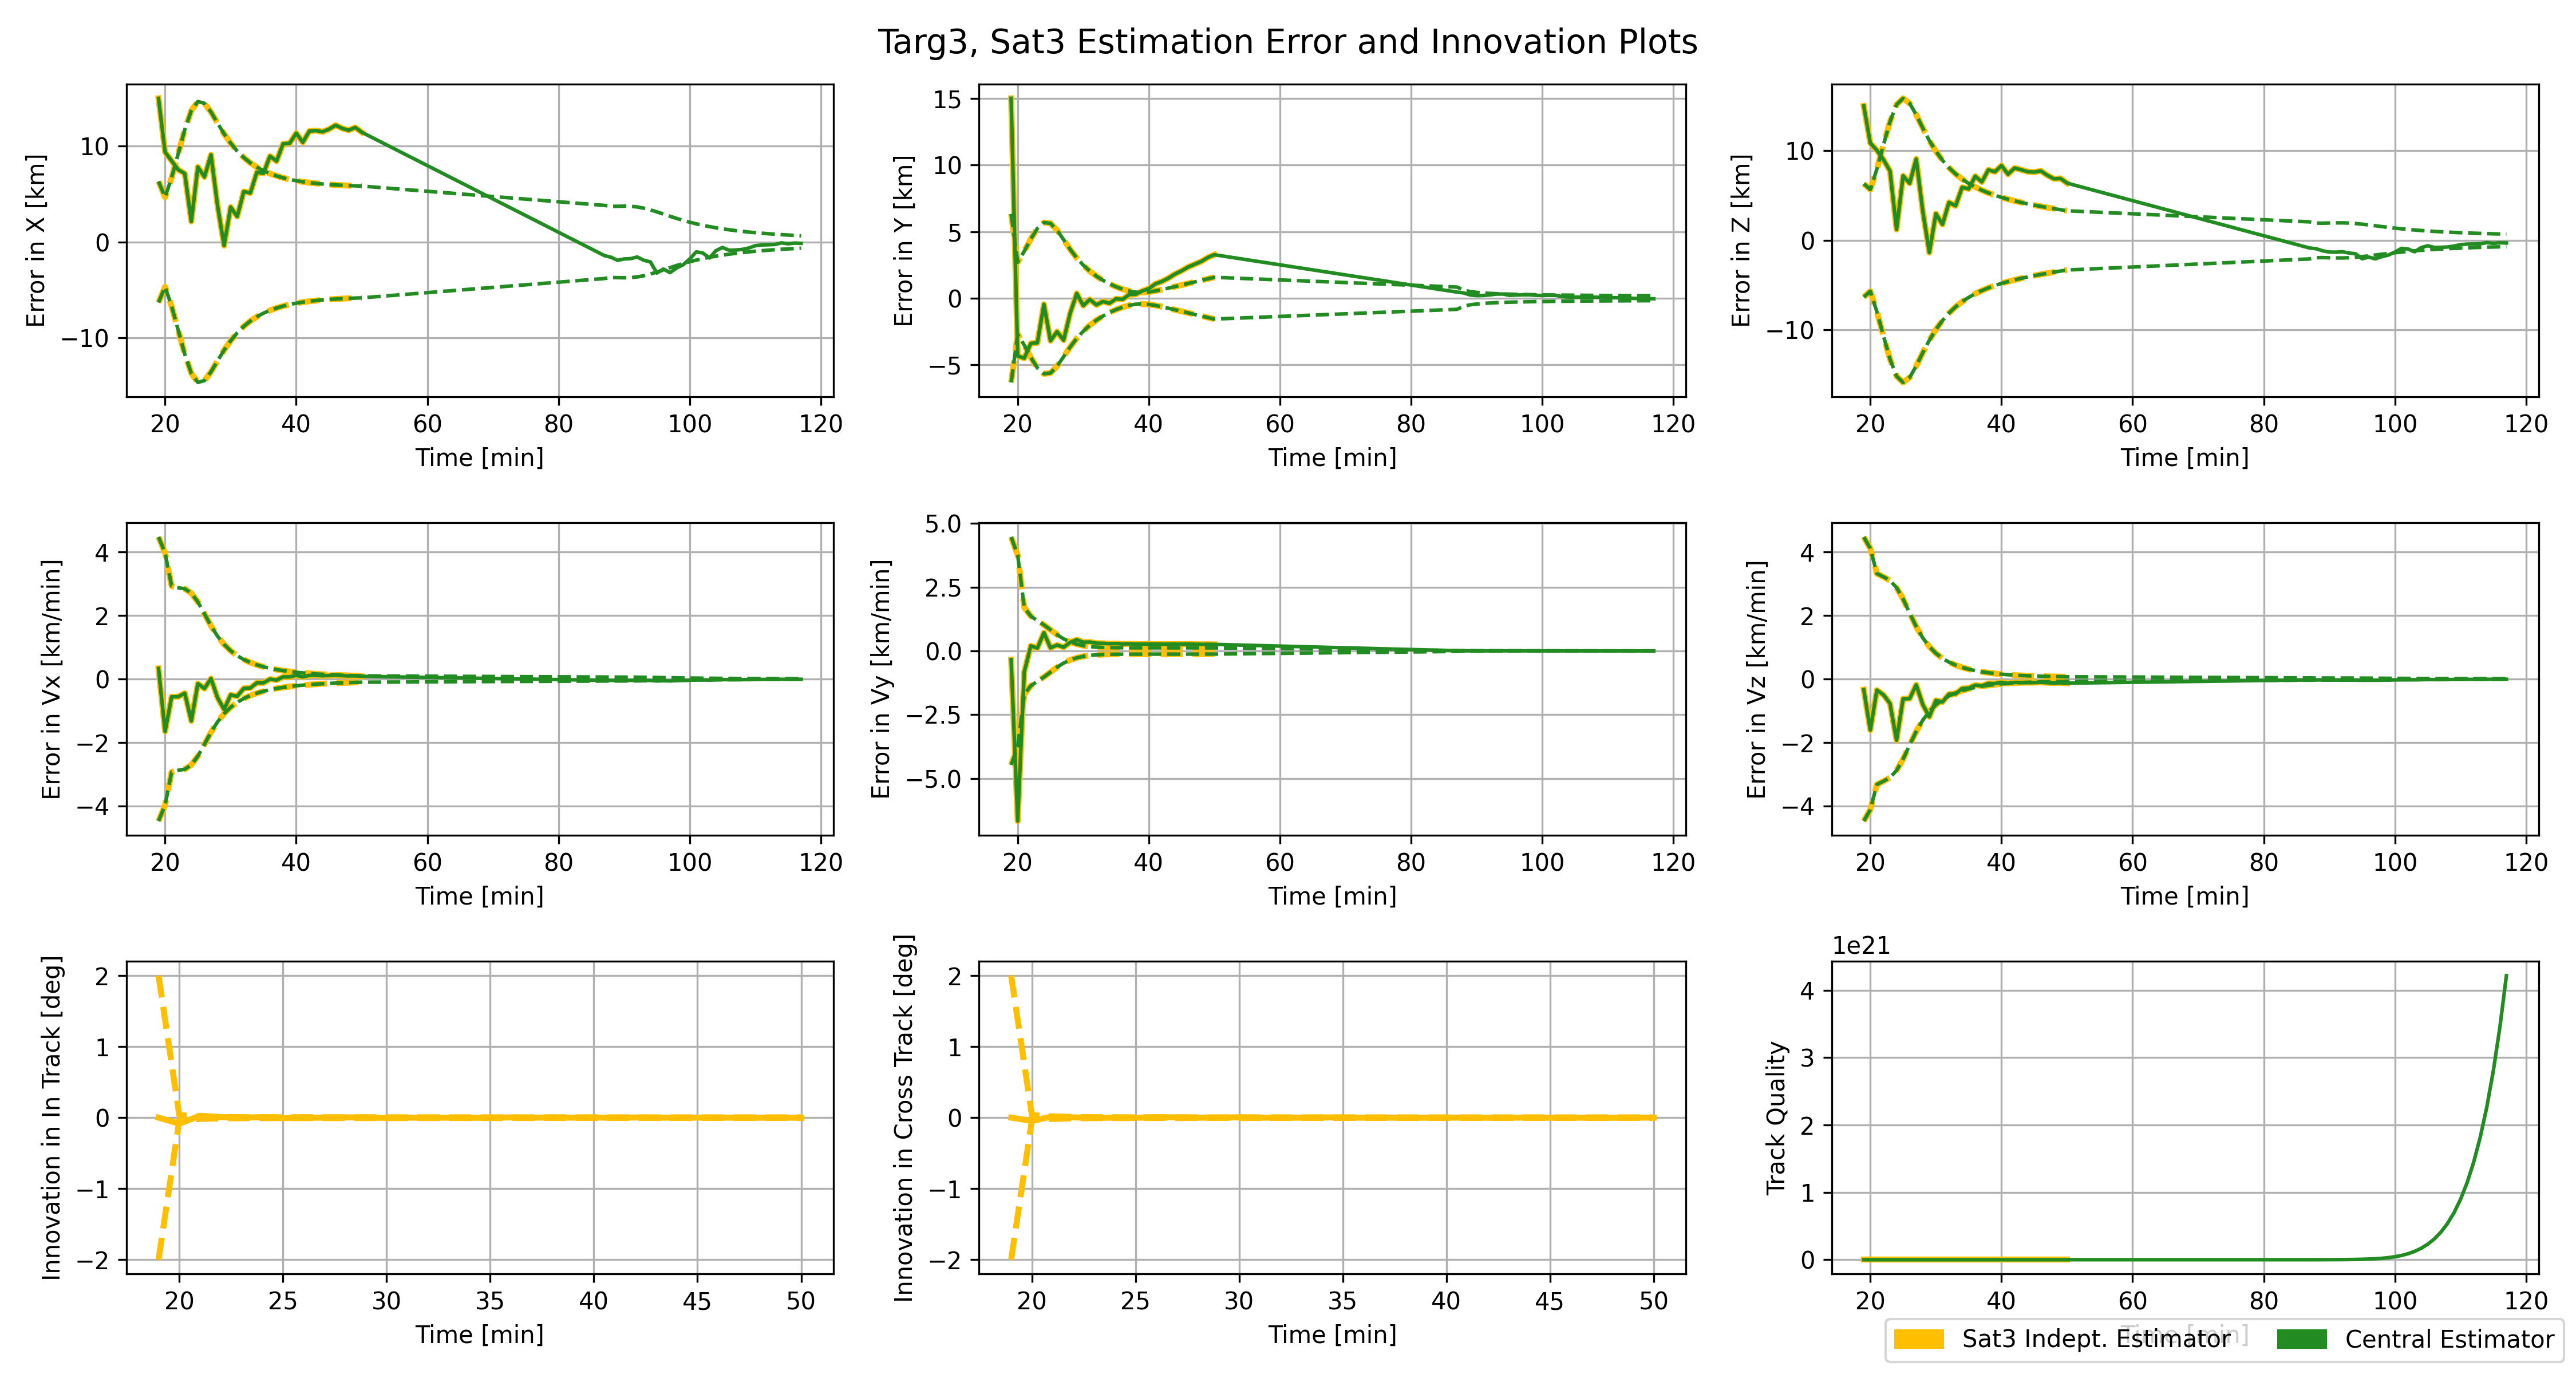 Targ3, Sat3 Estimation Error and Innovation Plots
Error in X [km]
10
0
−10
20 40 60 80 100 120
Time [min]
Error in Y [km]
15
10
5
0
−5
20 40 60 80 100 120
Time [min]
Error in Z [km]
10
0
−10
20 40 60 80 100 120
Time [min]
Error in Vx [km/min]
4
2
0
−2
−4
20 40 60 80 100 120
Time [min]
Error in Vy [km/min]
5.0
2.5
0.0
−2.5
−5.0
20 40 60 80 100 120
Time [min]
Error in Vz [km/min]
4
2
0
−2
−4
20 40 60 80 100 120
Time [min]
Innovation in In Track [deg]
2
1
0
−1
−2
20 25 30 35 40 45 50
Time [min]
Innovation in Cross Track [deg]
2
1
0
−1
−2
20 25 30 35 40 45 50
Time [min]
1e21
Track Quality
4
3
2
1
0
20 40 60 80 100 120
Time [min]
Sat3 Indept. Estimator
Central Estimator